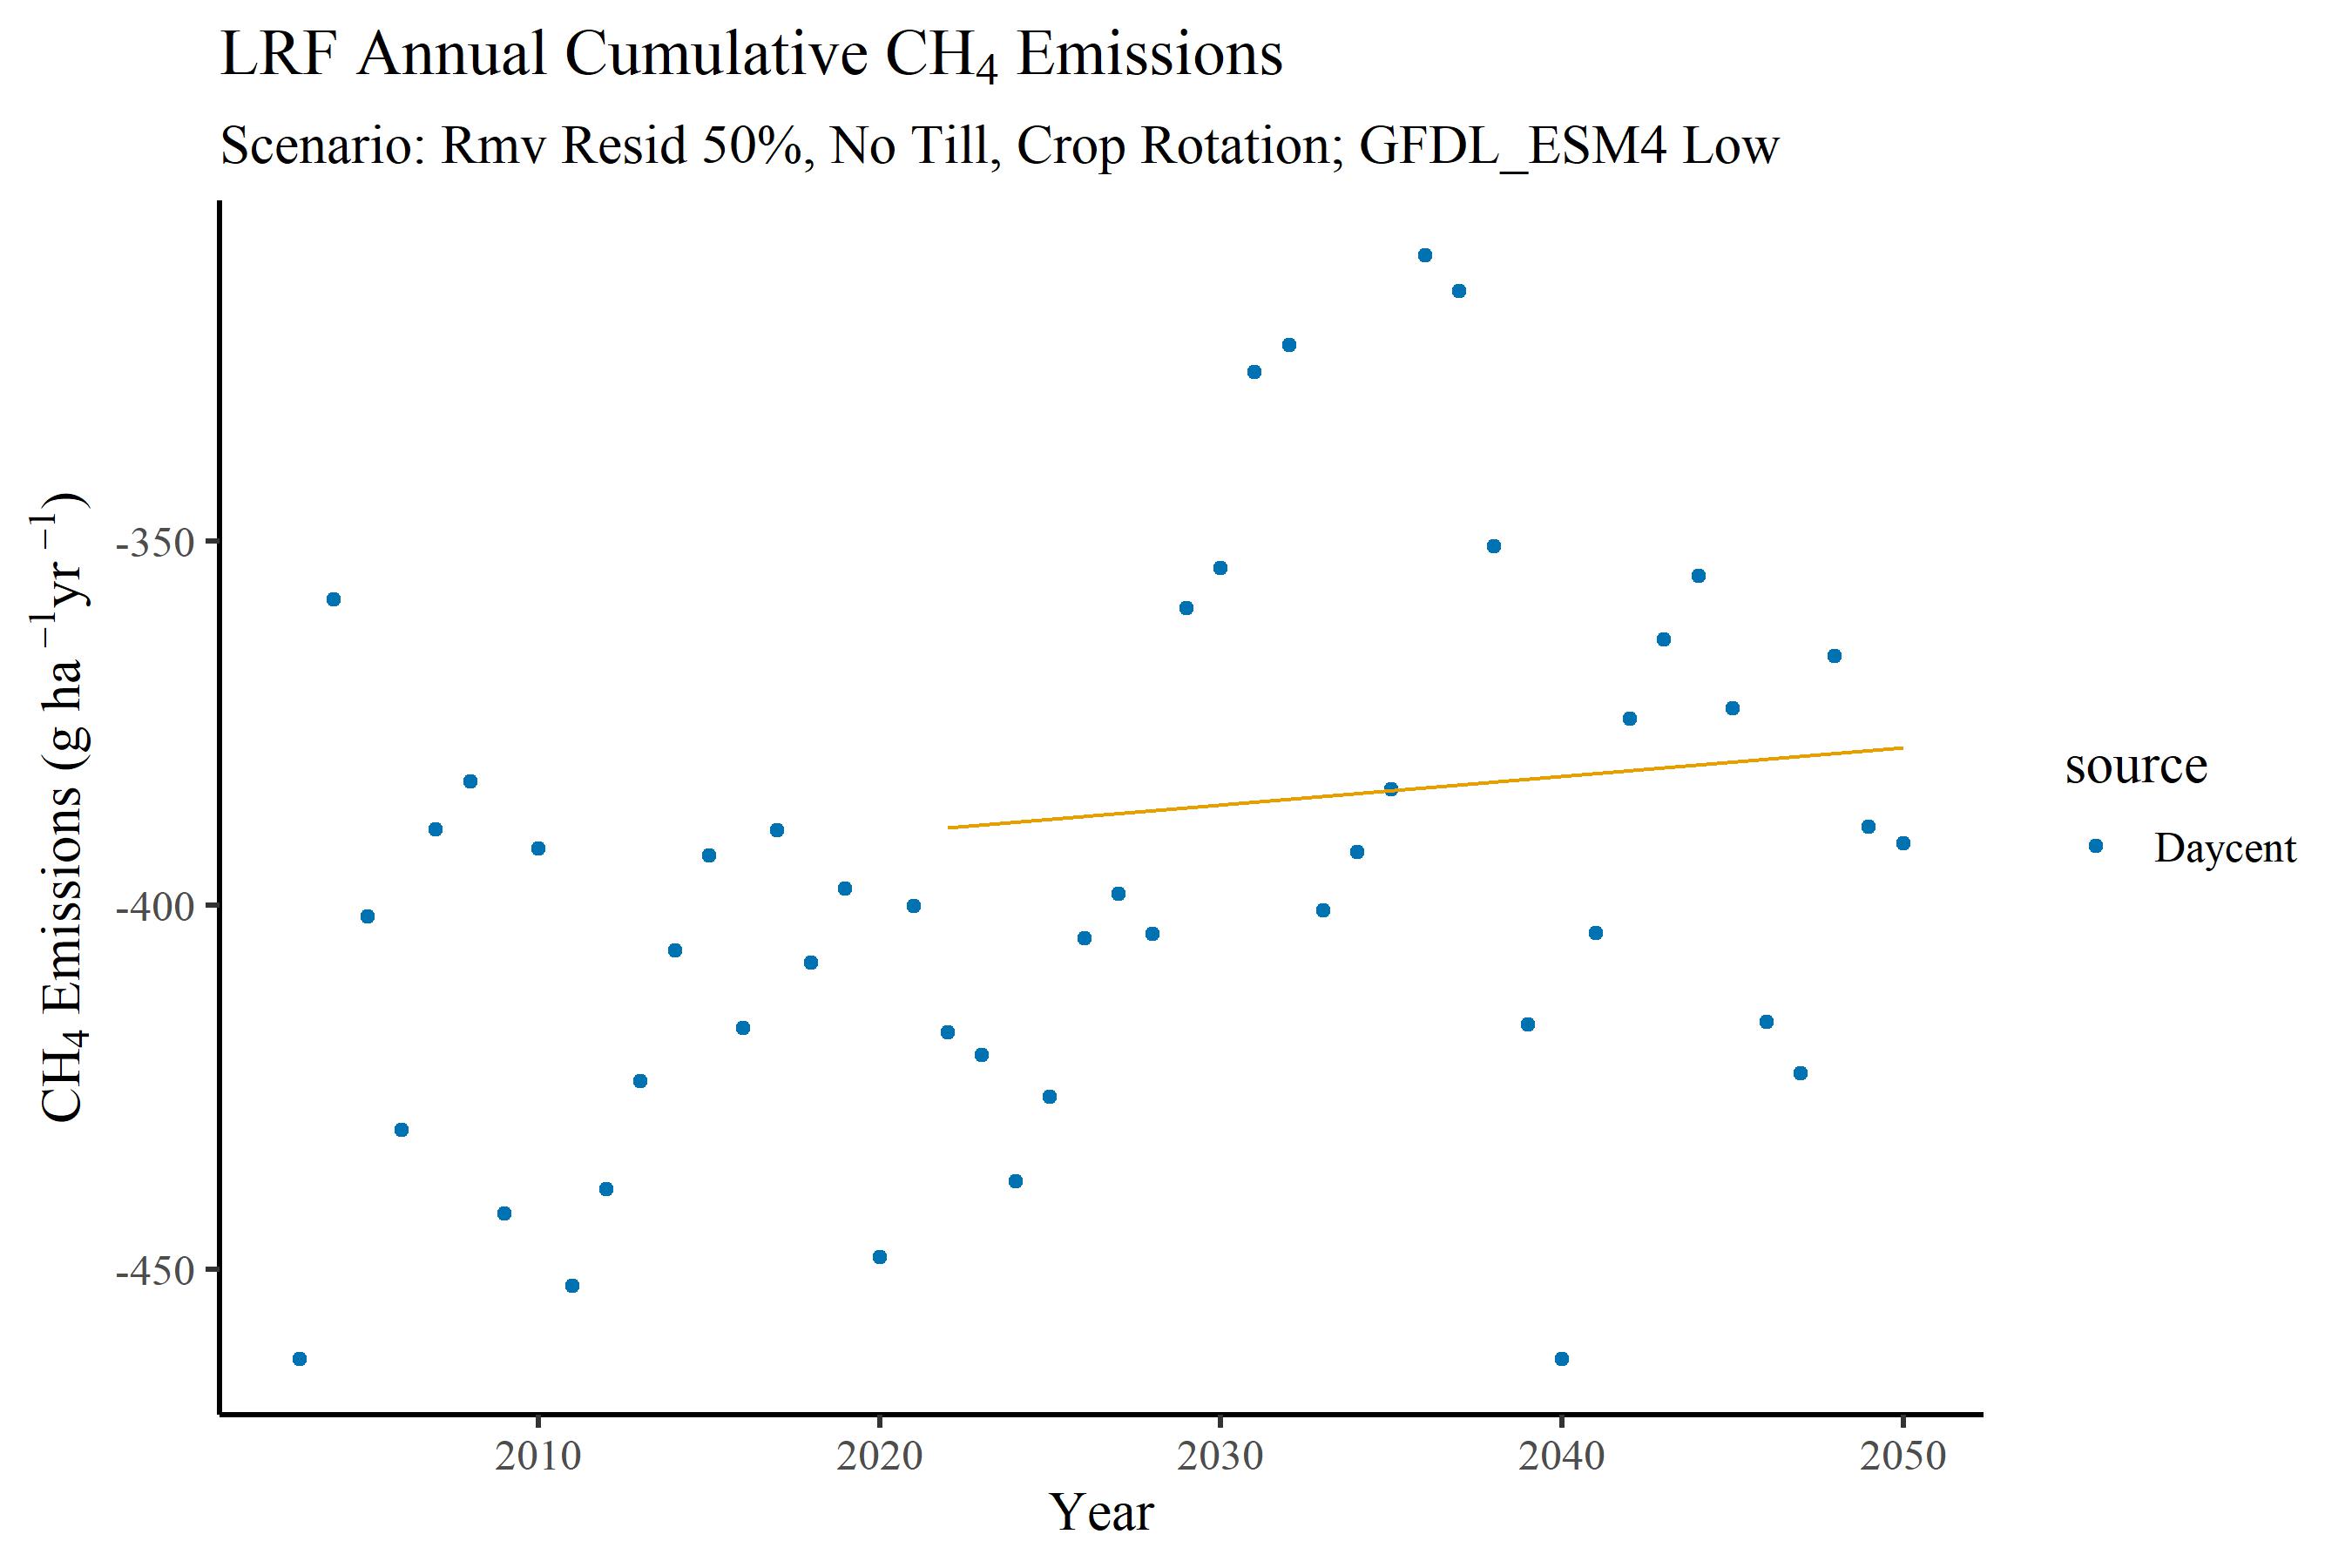 LRF Annual Cumulative CH₄ Emissions
Scenario: Rmv Resid 50%, No Till, Crop Rotation; GFDL_ESM4 Low
CH₄ Emissions (g ha ⁻¹yr ⁻¹)
-350
-400
-450
2010
2020
2030
2040
2050
Year
source
Daycent